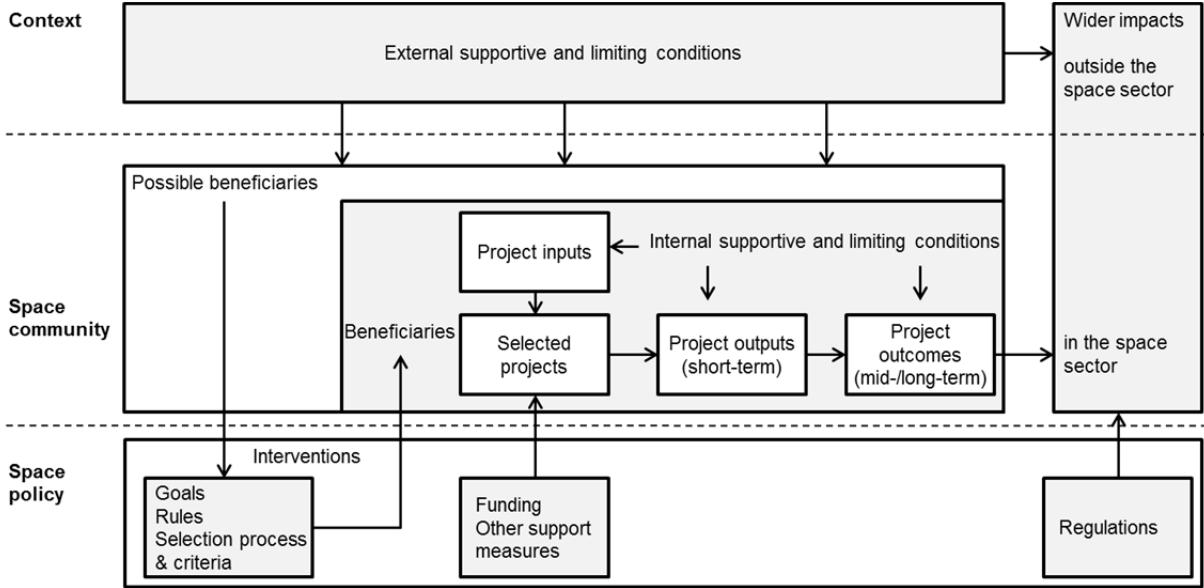 Context
External supportive and limiting conditions
Wider impacts
outside the
space sector
Possible beneficiaries
Project inputs
Internal supportive and limiting conditions
Space
community
Beneficiaries
Selected
projects
Project outputs
(short-term)
Project
outcomes
(mid-/long-term)
in the space
sector
Space
policy
Interventions
Goals
Rules
Selection process
& criteria
Funding
Other support
measures
Regulations